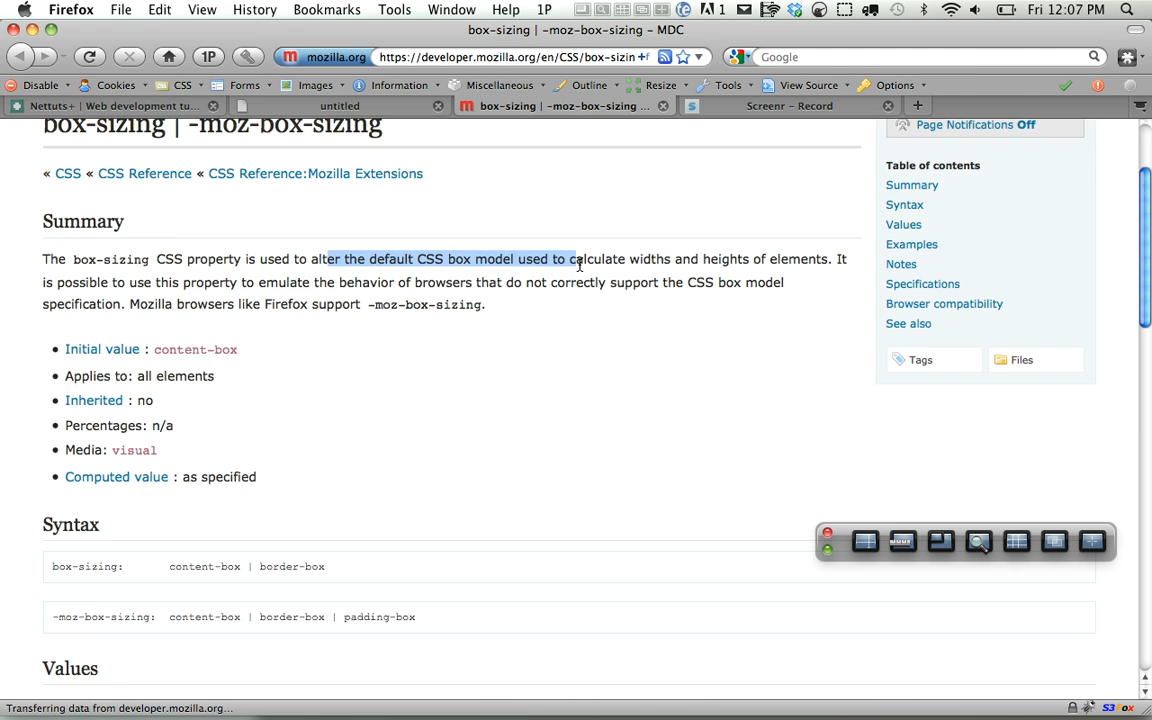 Firefox File Edit View History Bookmarks Tools Window Help 1P 1 Fri 12:07 PM
box-sizing | -moz-box-sizing – MDC
1P mozilla.org https://developer.mozilla.org/en/CSS/box-sizin Google
Disable Cookies CSS Forms Images Information Miscellaneous Outline Resize Tools View Source Options
Nettuts+ | Web development tu... untitled box-sizing | -moz-box-sizing ... Screenr - Record
box-sizing | -moz-box-sizing
Page Notifications Off
« CSS « CSS Reference « CSS Reference:Mozilla Extensions
Summary
The box-sizing CSS property is used to alter the default CSS box model used to calculate widths and heights of elements. It
is possible to use this property to emulate the behavior of browsers that do not correctly support the CSS box model
specification. Mozilla browsers like Firefox support -moz-box-sizing.
• Initial value : content-box
• Applies to: all elements
• Inherited : no
• Percentages: n/a
• Media: visual
• Computed value : as specified
Table of contents
Summary
Syntax
Values
Examples
Notes
Specifications
Browser compatibility
See also
Tags Files
Syntax
box-sizing: content-box | border-box
-moz-box-sizing: content-box | border-box | padding-box
Values
Transferring data from developer.mozilla.org... S3Fox